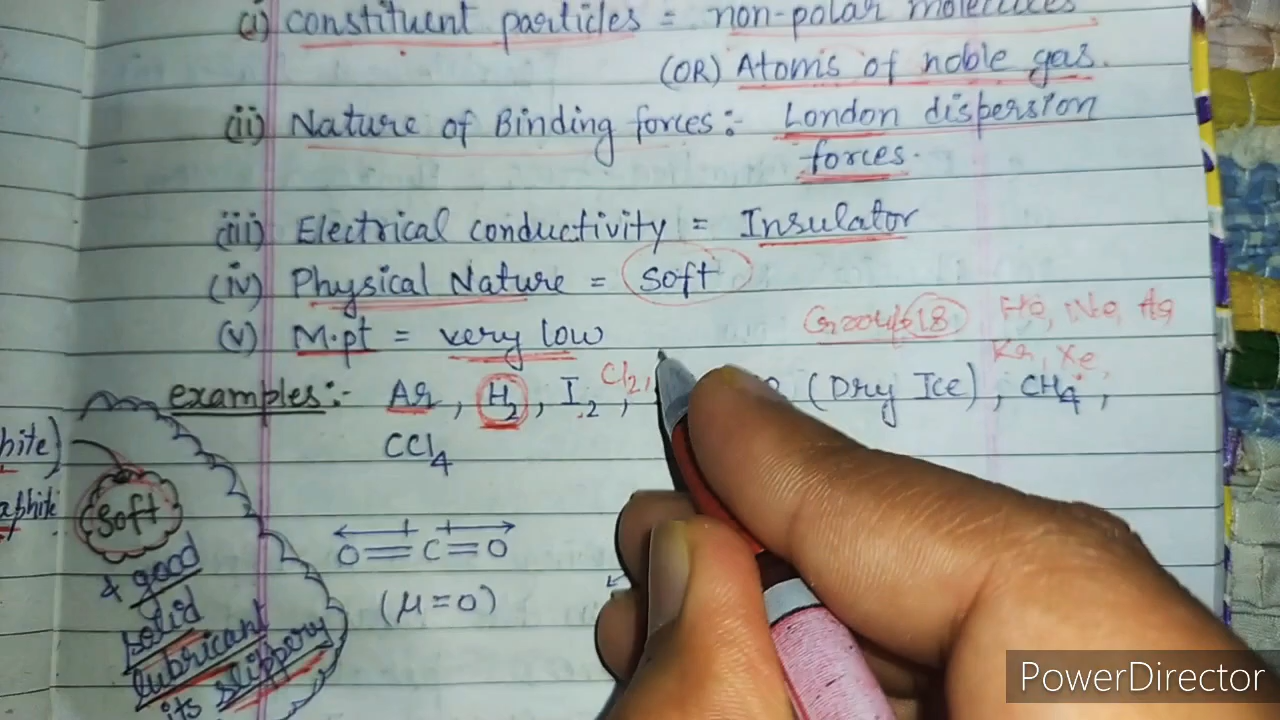 (i) constituent particles = non-polar molecules
(OR) Atoms of noble gas.
(ii) Nature of Binding forces:- London dispersion
forces.
(iii) Electrical conductivity = Insulator
(iv) Physical Nature = soft
(v) M.pt = very low
Group 18 He, Ne, Ar
Kr, Xe,
examples:- Ar, H2, I2, Cl2, (Dry Ice), CH4,
CCl4
O=C=O
(μ=0)
soft
& good
solid
lubricant
its slippery
PowerDirector